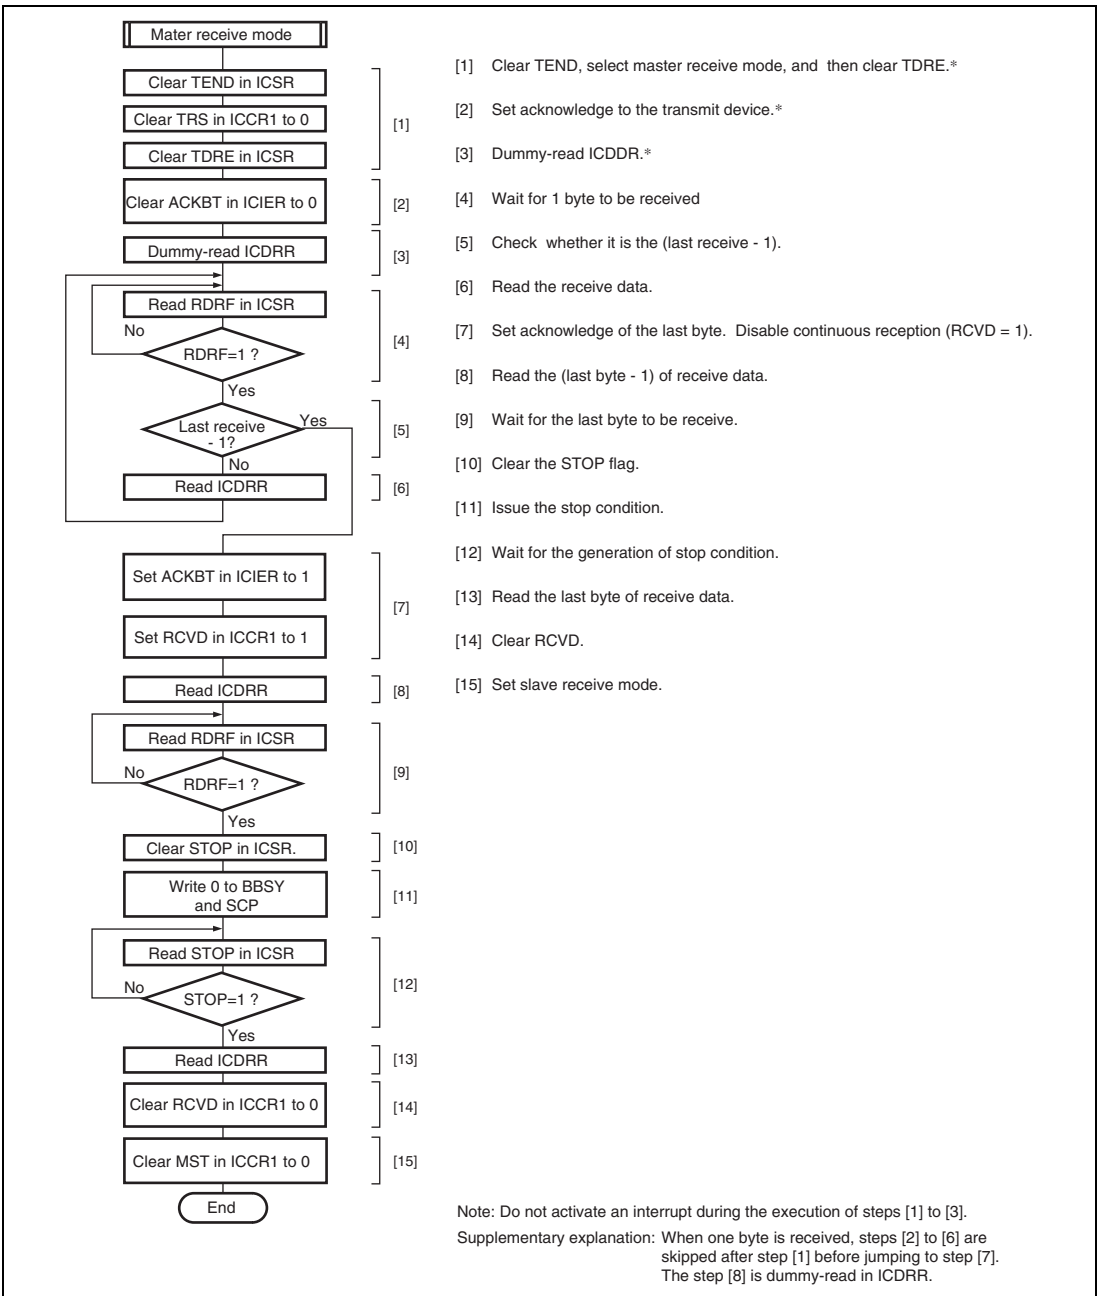 Mater receive mode
Clear TEND in ICSR
Clear TRS in ICCR1 to 0
[1]
Clear TDRE in ICSR
Clear ACKBT in ICIER to 0
[2]
Dummy-read ICDRR
[3]
Read RDRF in ICSR
No
RDRF=1 ?
[4]
Yes
Last receive
- 1?
Yes
[5]
No
Read ICDRR
[6]
Set ACKBT in ICIER to 1
[7]
Set RCVD in ICCR1 to 1
Read ICDRR
[8]
Read RDRF in ICSR
No
RDRF=1 ?
[9]
Yes
Clear STOP in ICSR.
[10]
Write 0 to BBSY
and SCP
[11]
Read STOP in ICSR
No
STOP=1 ?
[12]
Yes
Read ICDRR
[13]
Clear RCVD in ICCR1 to 0
[14]
Clear MST in ICCR1 to 0
[15]
End
[1] Clear TEND, select master receive mode, and then clear TDRE.*
[2] Set acknowledge to the transmit device.*
[3] Dummy-read ICDDR.*
[4] Wait for 1 byte to be received
[5] Check whether it is the (last receive - 1).
[6] Read the receive data.
[7] Set acknowledge of the last byte. Disable continuous reception (RCVD = 1).
[8] Read the (last byte - 1) of receive data.
[9] Wait for the last byte to be receive.
[10] Clear the STOP flag.
[11] Issue the stop condition.
[12] Wait for the generation of stop condition.
[13] Read the last byte of receive data.
[14] Clear RCVD.
[15] Set slave receive mode.
Note: Do not activate an interrupt during the execution of steps [1] to [3].
Supplementary explanation: When one byte is received, steps [2] to [6] are
skipped after step [1] before jumping to step [7].
The step [8] is dummy-read in ICDRR.